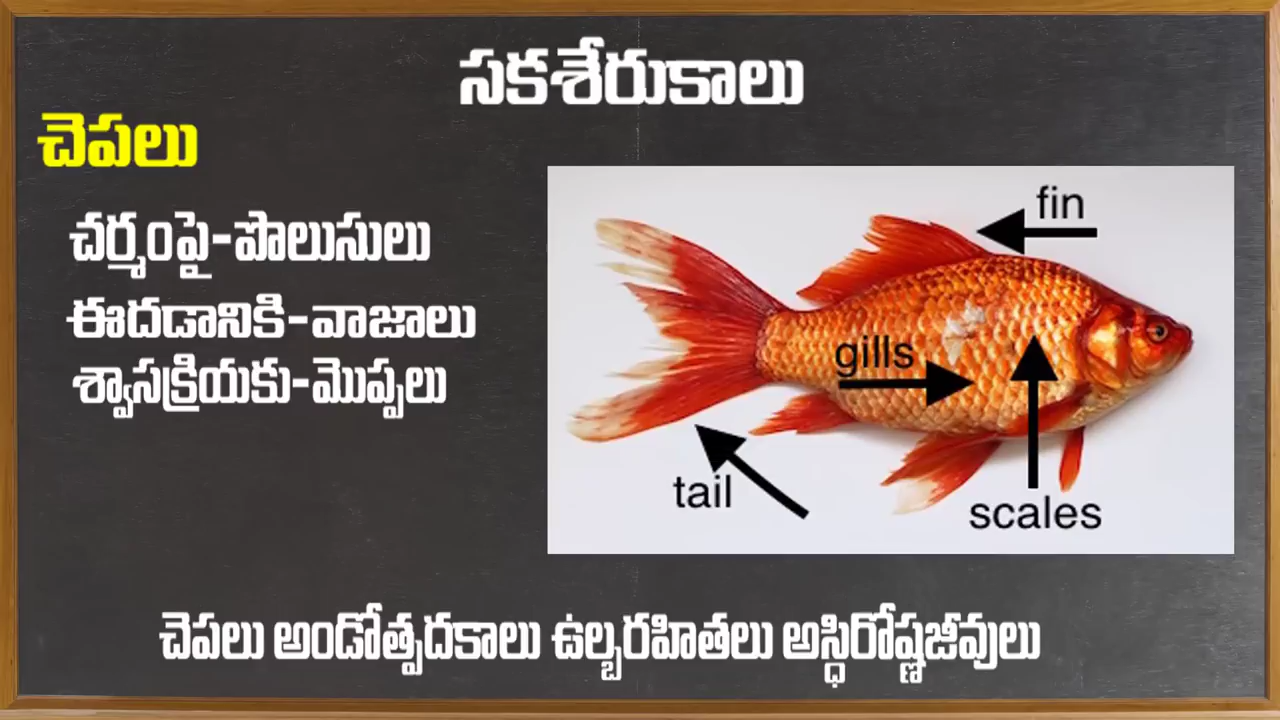 సకశేరుకాలు
చెపలు
చర్మంపై-పొలుసులు
ఈదడానికి-వాజాలు
శ్వాసక్రియకు-మొప్పలు
fin
gills
tail
scales
చెపలు అండోత్పదకాలు ఉల్బరహితలు అస్ధిరోష్ణజీవులు